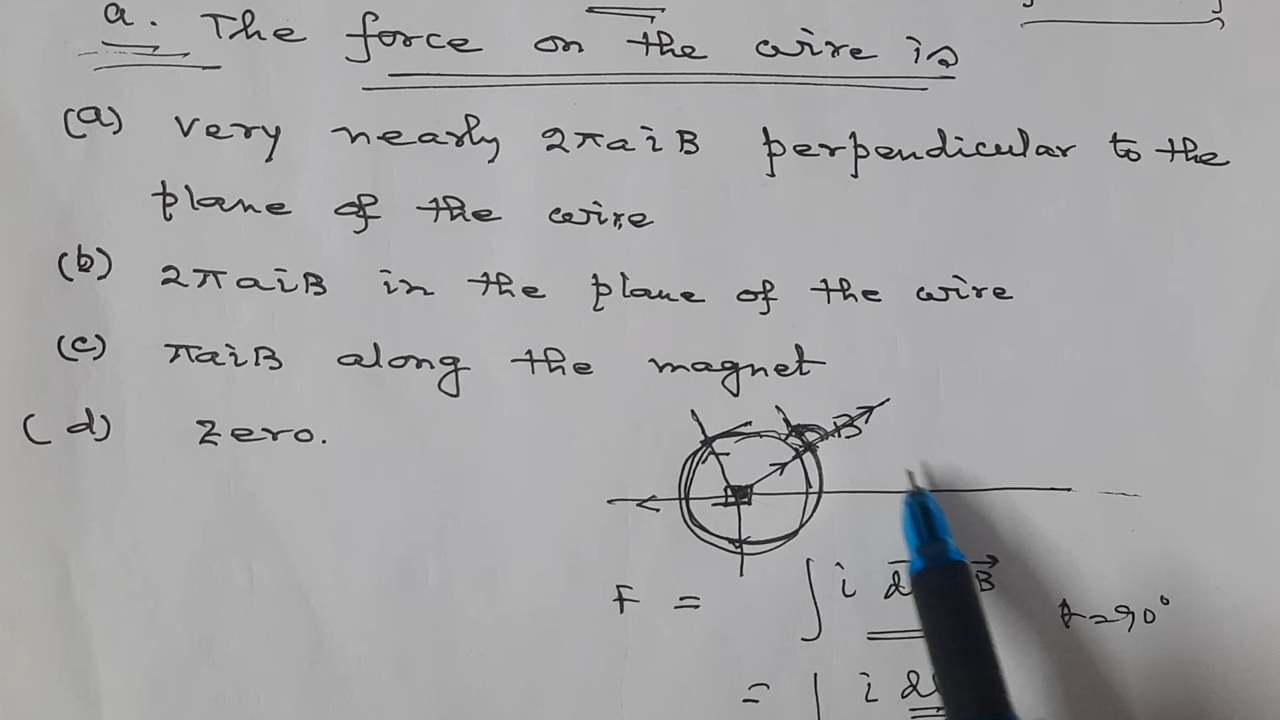 a. The force on the wire is
(a) very nearly 2πaiB perpendicular to the
plane of the wire
(b) 2πaiB in the plane of the wire
(c) πaiB along the magnet
(d) Zero.
B
F = ∫ i d B
θ=90°
= ∫ i d